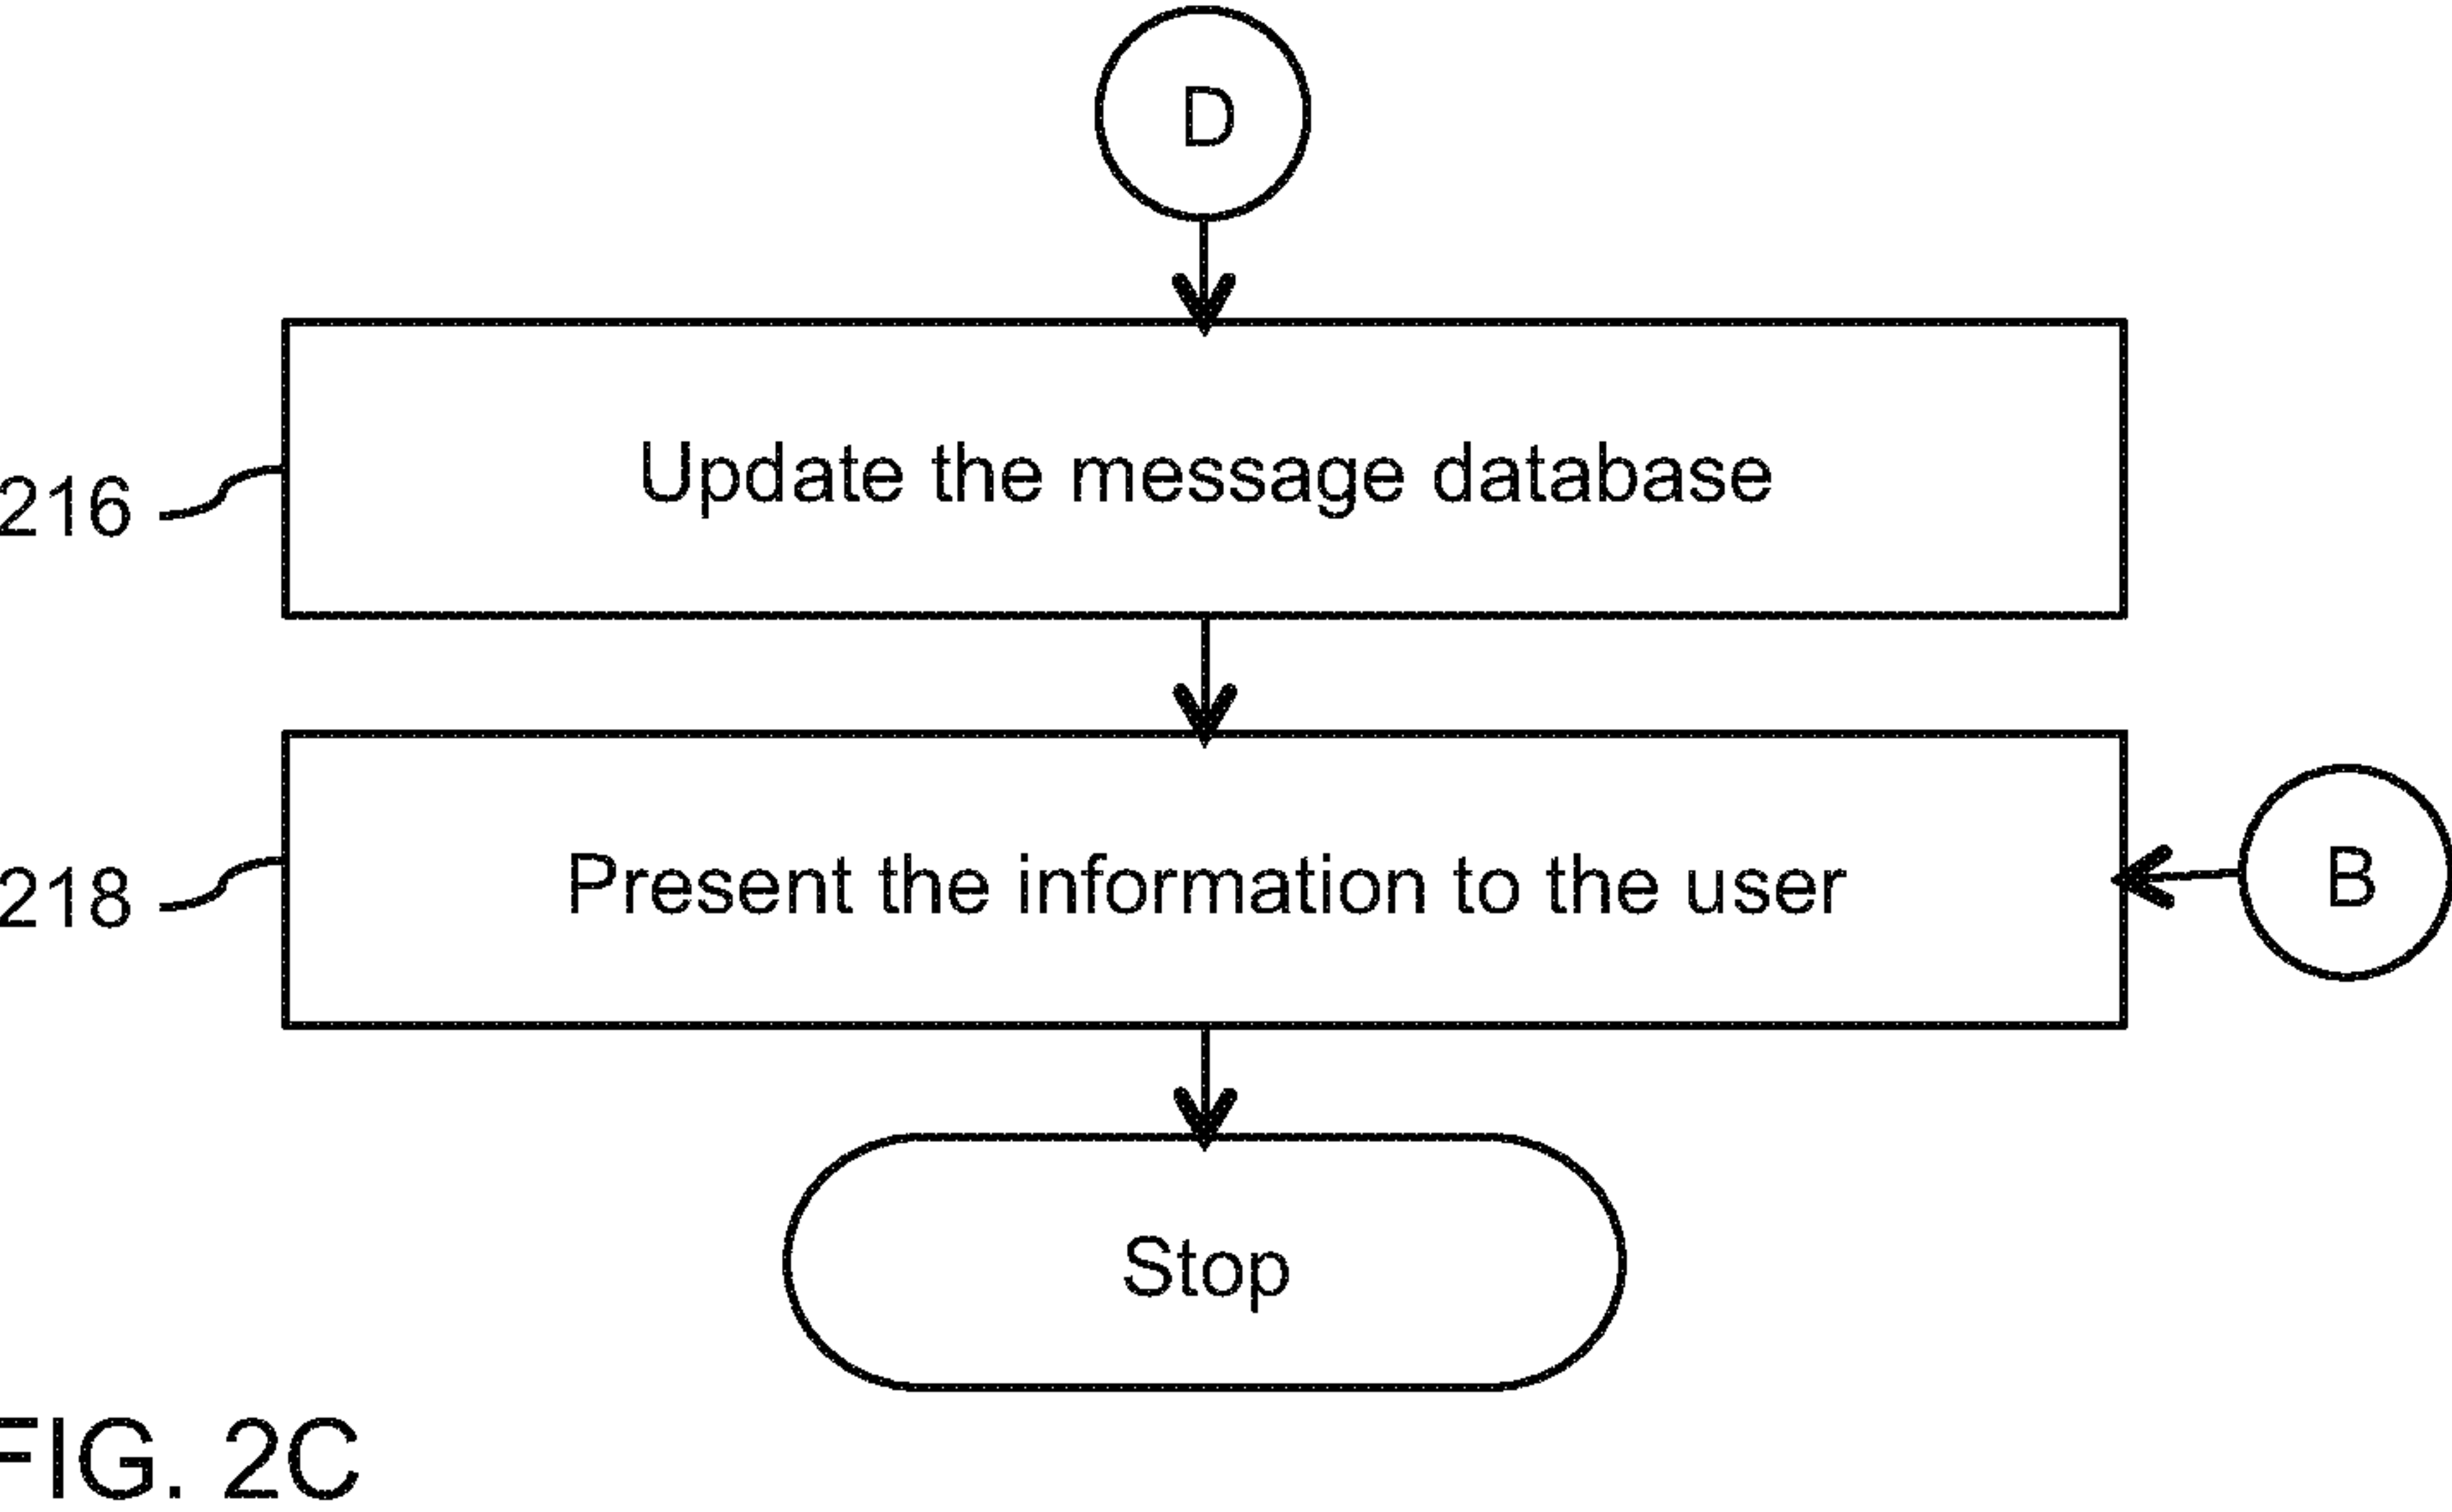 D
Update the message database
216
Present the information to the user
B
218
Stop
FIG. 2C